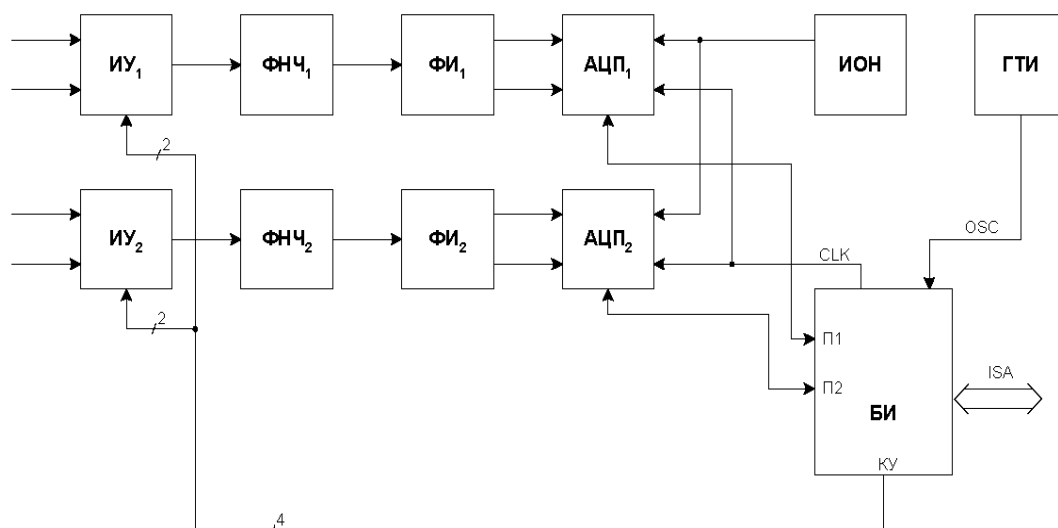 ИУ1
ФНЧ1
ФИ1
АЦП1
ИОН
ГТИ
2
ИУ2
ФНЧ2
ФИ2
АЦП2
OSC
CLK
2
П1
П2
ISA
БИ
КУ
4